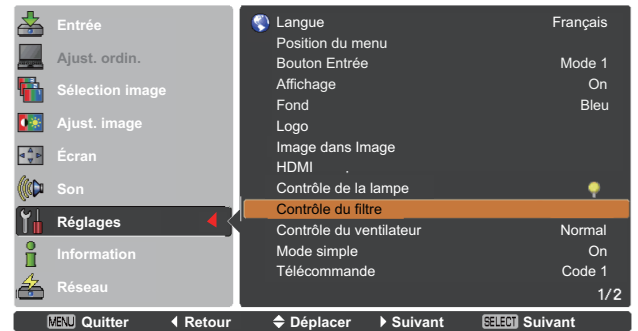 Entrée
Ajust. ordin.
Sélection image
Ajust. image
Écran
Son
Réglages
Information
Réseau
Langue Français
Position du menu
Bouton Entrée Mode 1
Affichage On
Fond Bleu
Logo
Image dans Image
HDMI .
Contrôle de la lampe
Contrôle du filtre
Contrôle du ventilateur Normal
Mode simple On
Télécommande Code 1
1/2
MENU Quitter Retour Déplacer Suivant SELECT Suivant